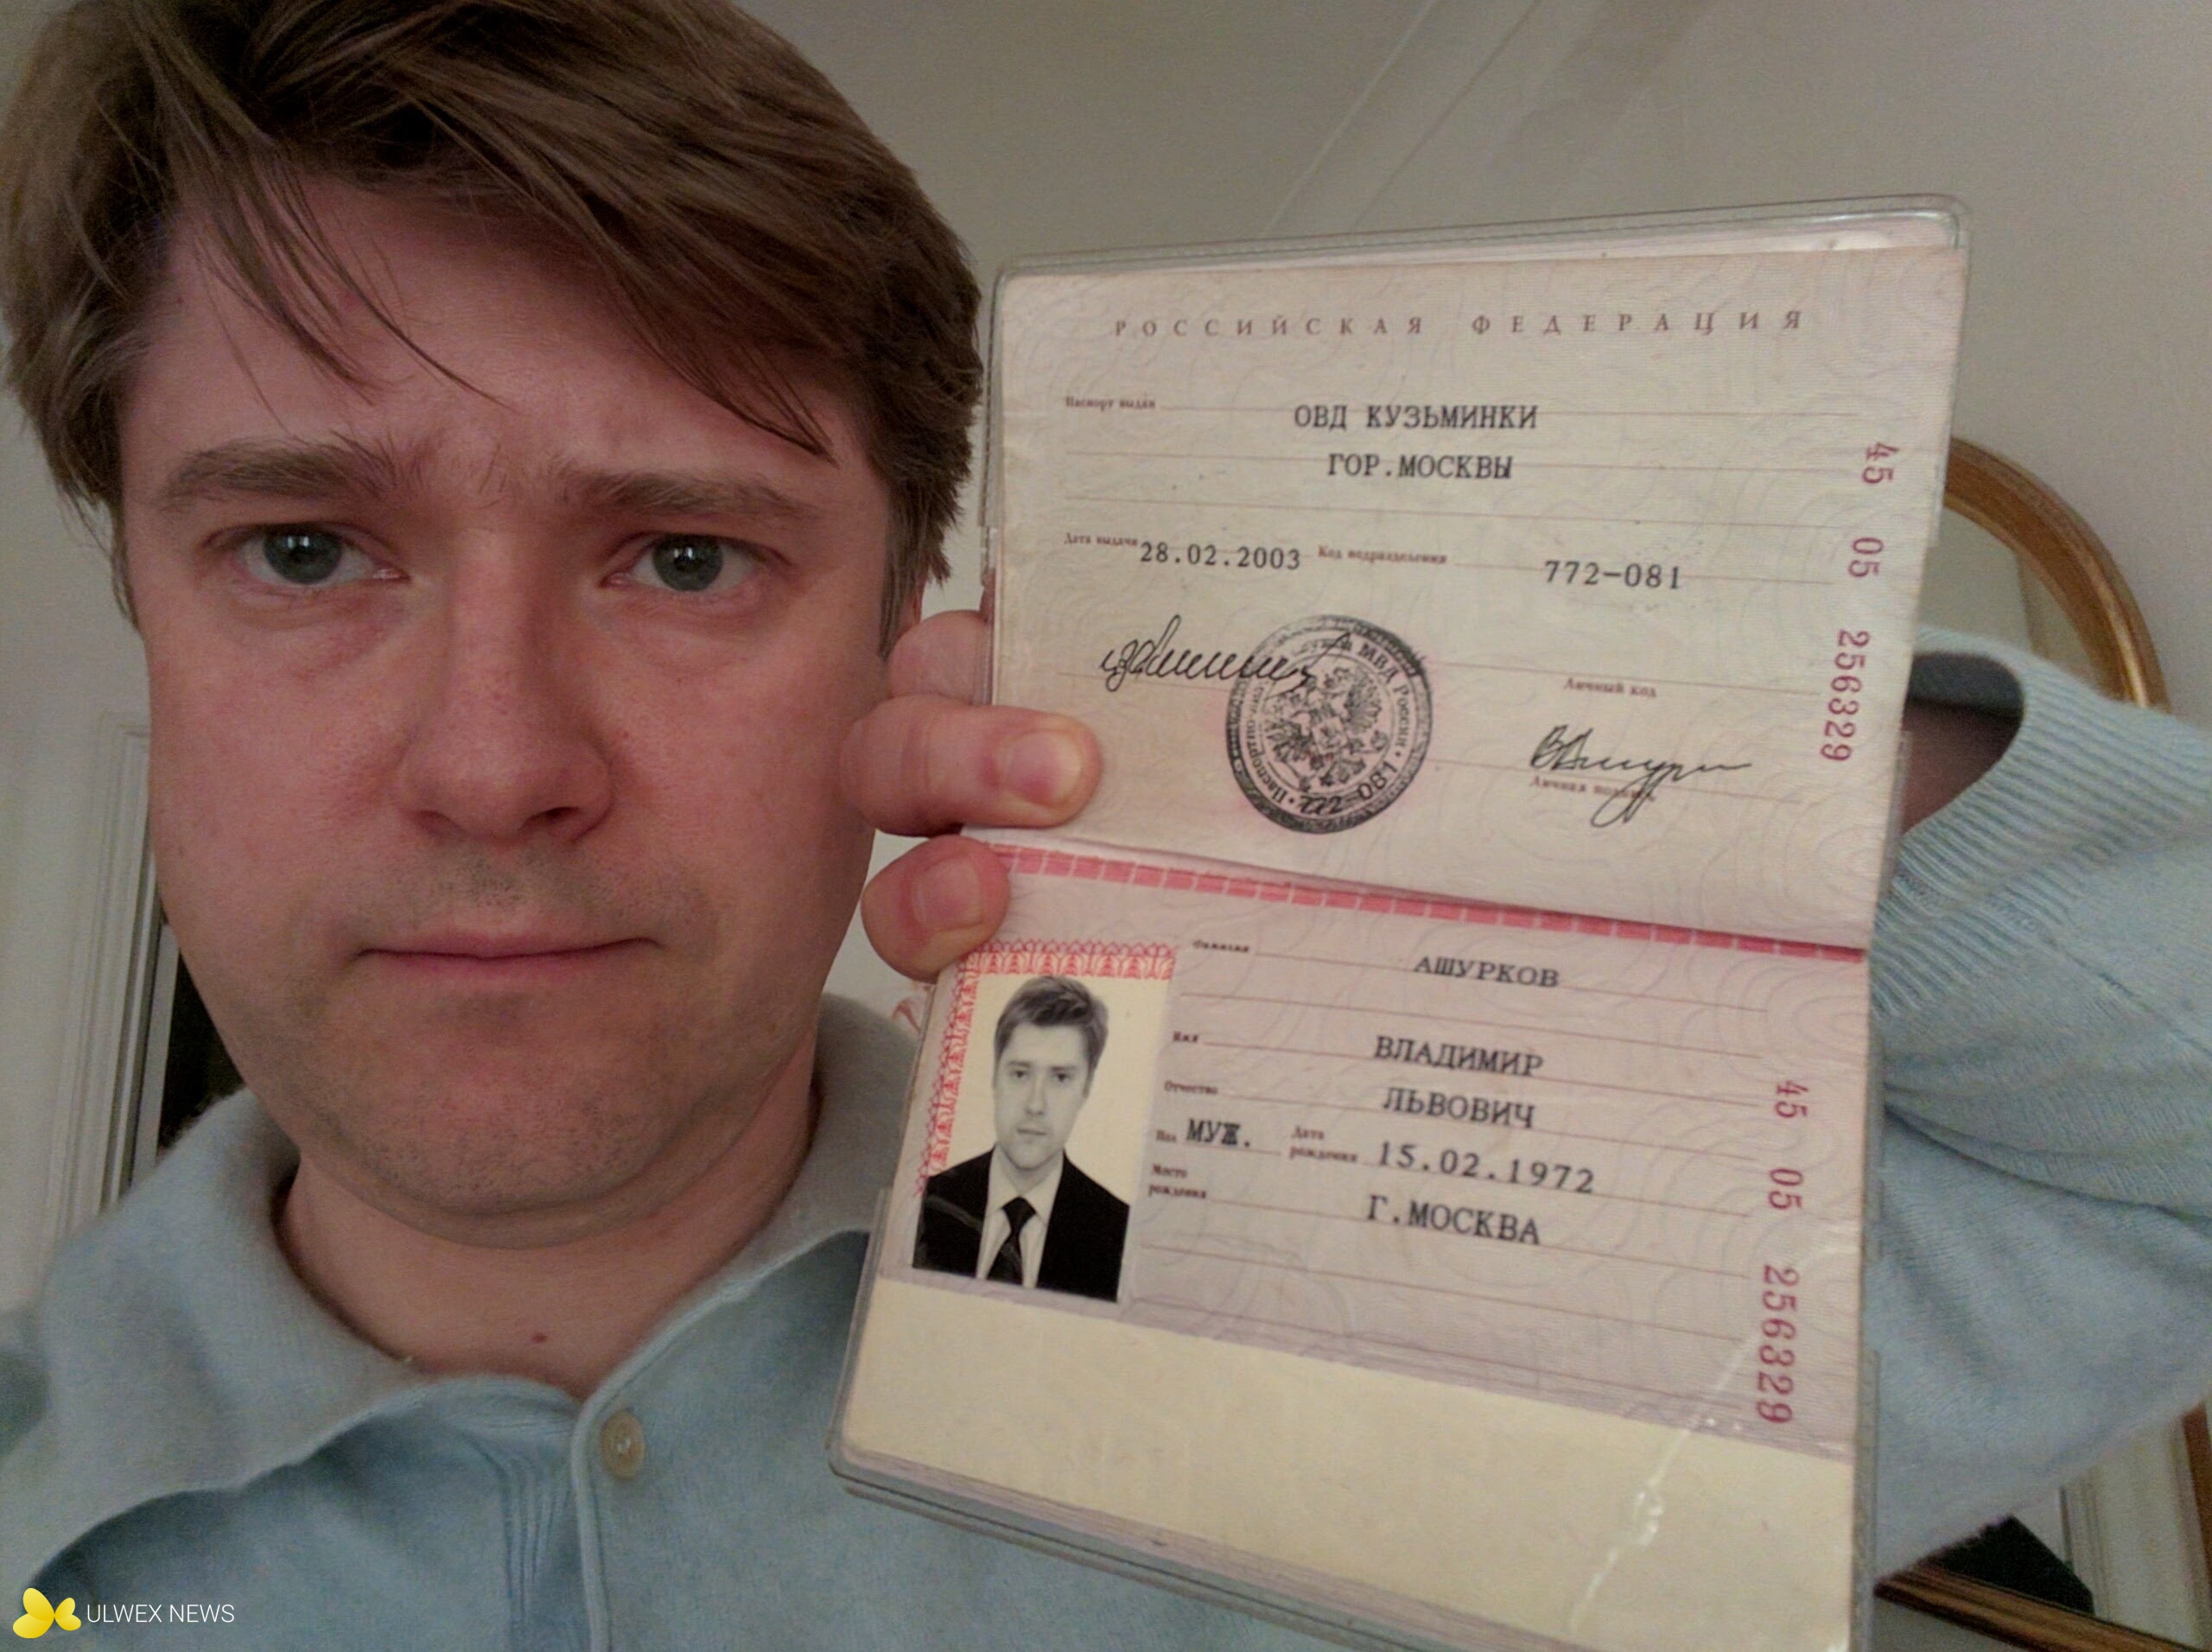 РОССИЙСКАЯ ФЕДЕРАЦИЯ
Паспорт выдан
ОВД КУЗЬМИНКИ
ГОР.МОСКВЫ
Дата выдачи 28.02.2003 Код подразделения 772-081
Личный код
Личная подпись
МВД России
772-081
45 05 256329
Фамилия АШУРКОВ
Имя ВЛАДИМИР
Отчество ЛЬВОВИЧ
Пол МУЖ. Дата рождения 15.02.1972
Место рождения Г.МОСКВА
45 05 256329
ULWEX NEWS